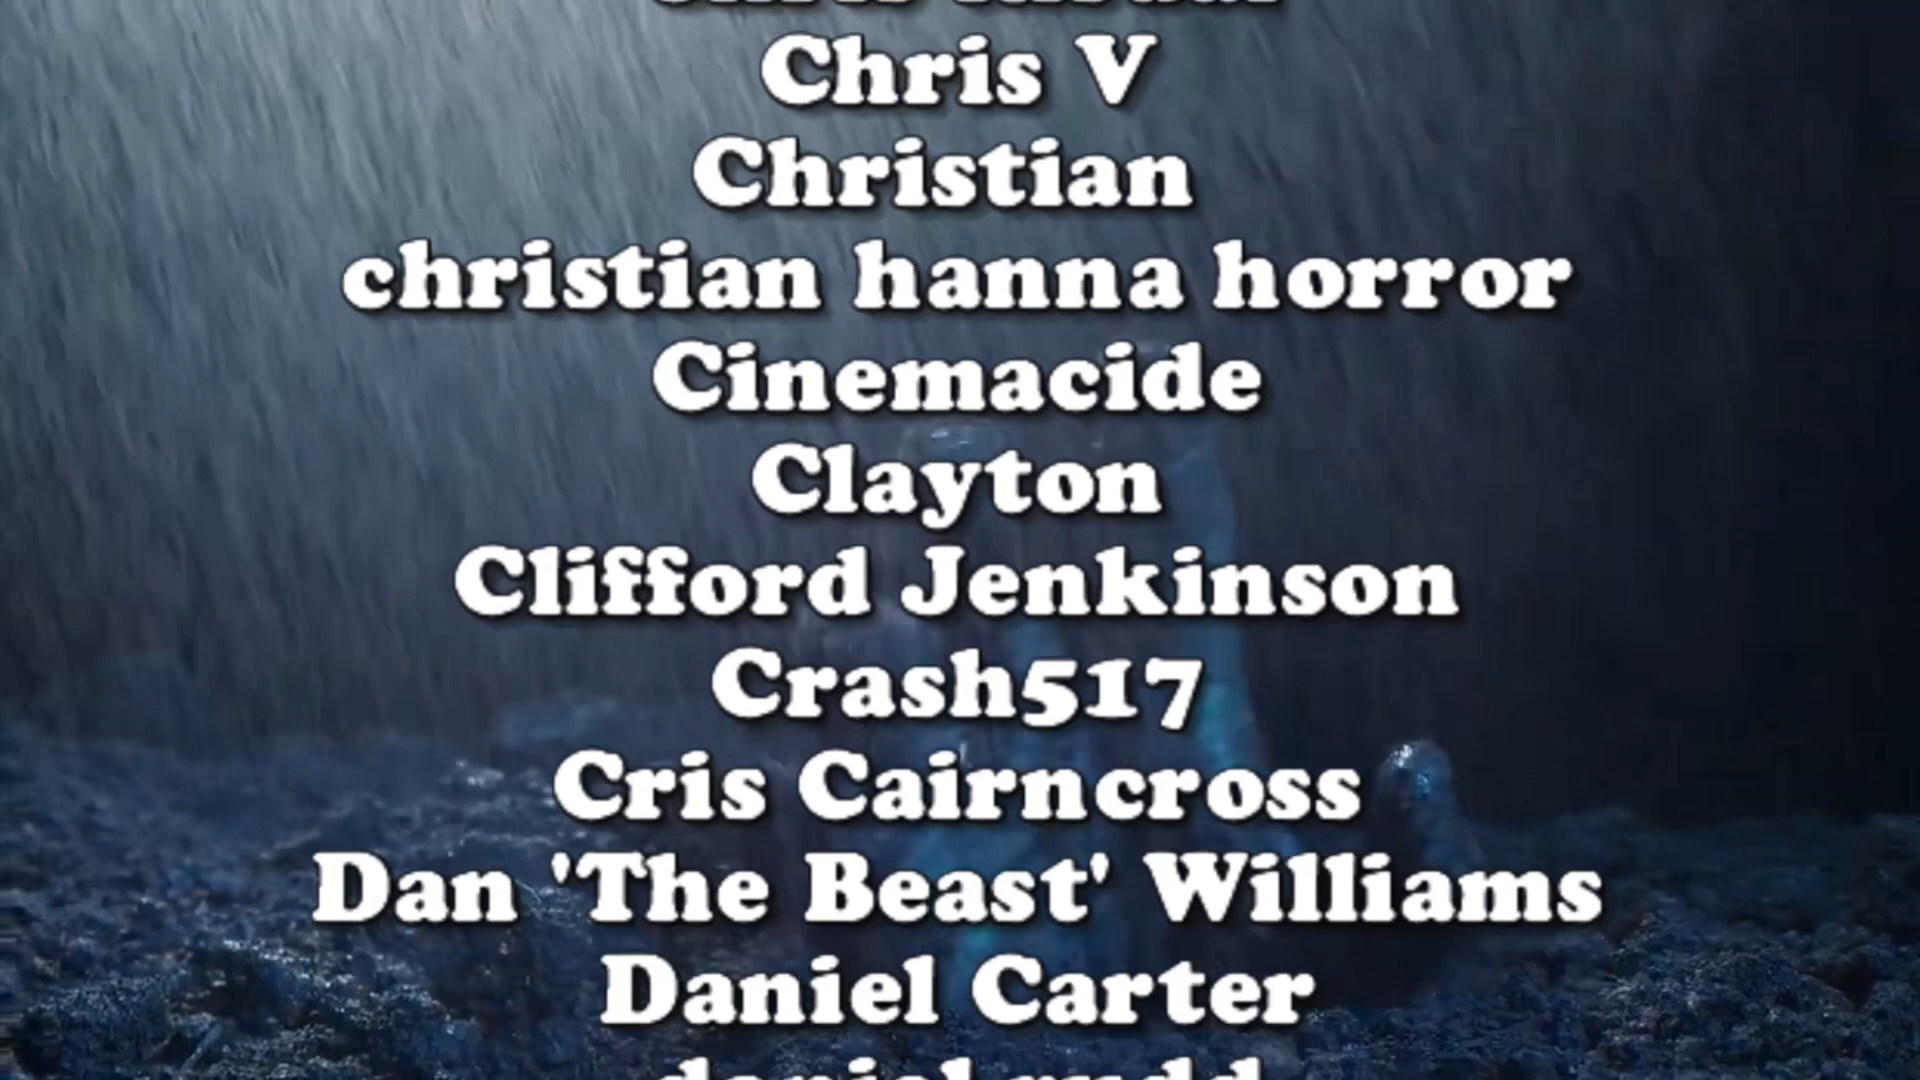 Chris V
Christian
christian hanna horror
Cinemacide
Clayton
Clifford Jenkinson
Crash517
Cris Cairncross
Dan 'The Beast' Williams
Daniel Carter